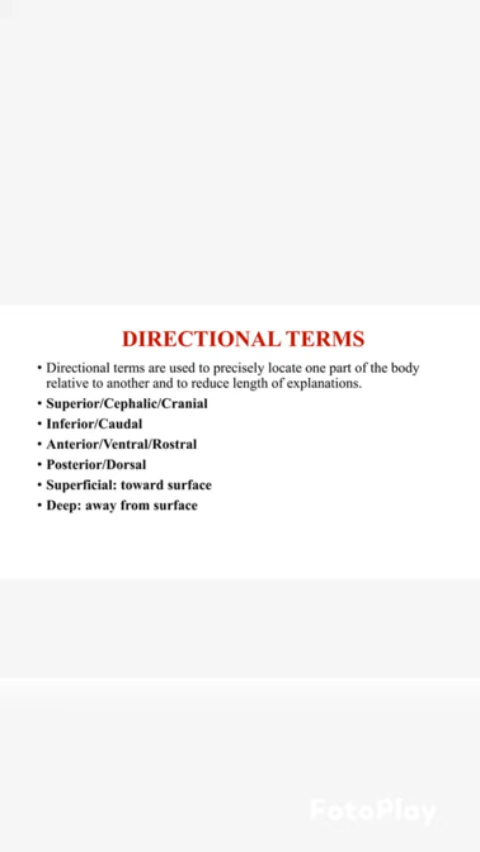 DIRECTIONAL TERMS
• Directional terms are used to precisely locate one part of the body
relative to another and to reduce length of explanations.
• Superior/Cephalic/Cranial
• Inferior/Caudal
• Anterior/Ventral/Rostral
• Posterior/Dorsal
• Superficial: toward surface
• Deep: away from surface
FotoPlay